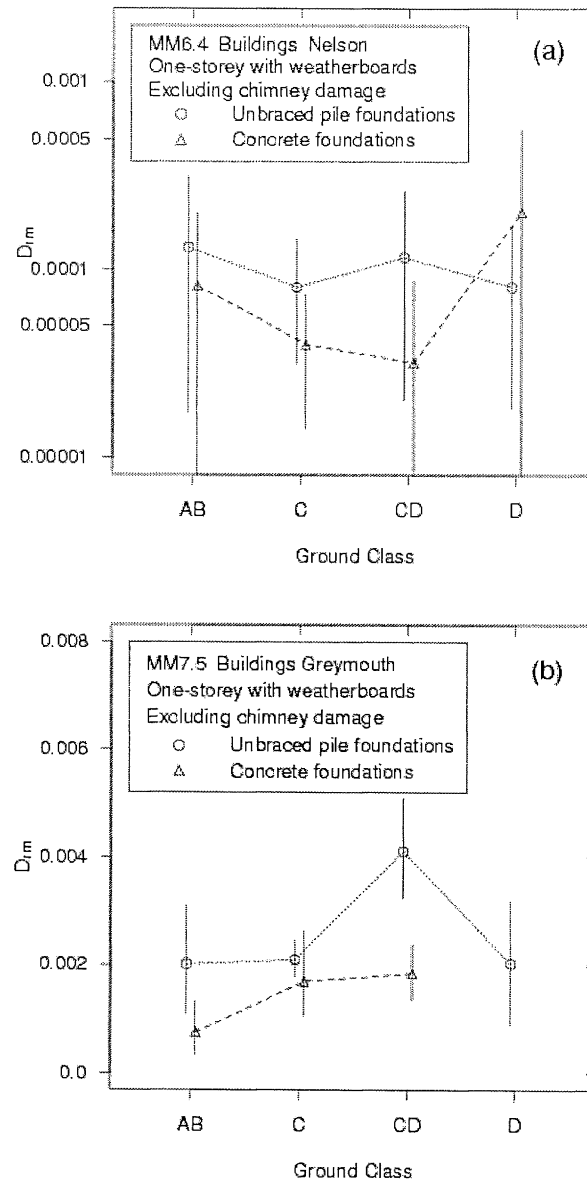 (a)
MM6.4 Buildings Nelson
One-storey with weatherboards
Excluding chimney damage
Unbraced pile foundations
Concrete foundations
0.001
0.0005
0.0001
0.00005
0.00001
Drm
AB C CD D
Ground Class
(b)
MM7.5 Buildings Greymouth
One-storey with weatherboards
Excluding chimney damage
Unbraced pile foundations
Concrete foundations
0.008
0.006
0.004
0.002
0.0
Drm
AB C CD D
Ground Class